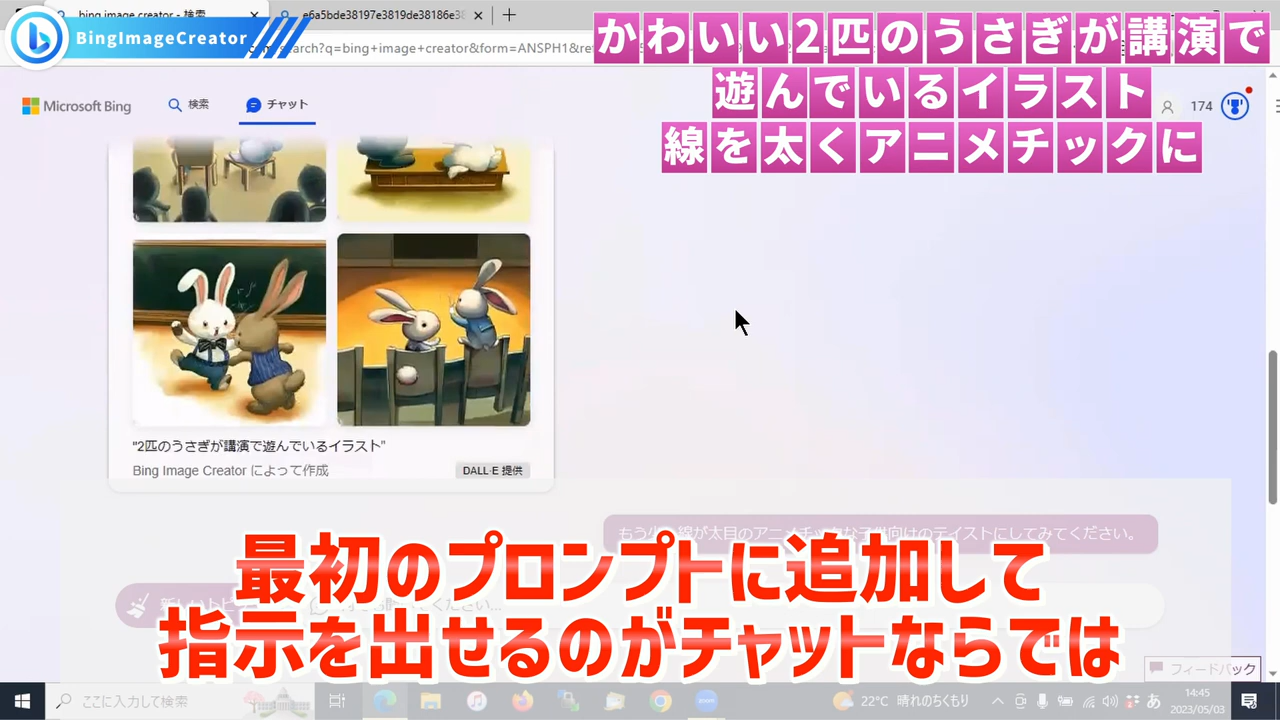 bing image creator - 検索
e6a5bde38197e3819de38186e38
BingImageCreator
search?q=bing+image+creator&form=ANSPH1&ref
かわいい2匹のうさぎが講演で
遊んでいるイラスト
線を太くアニメチックに
Microsoft Bing
検索
チャット
174
"2匹のうさぎが講演で遊んでいるイラスト"
Bing Image Creator によって作成
DALL·E 提供
もう少し線が太目のアニメチックな子供向けのテイストにしてみてください。
最初のプロンプトに追加して
指示を出せるのがチャットならでは
フィードバック
ここに入力して検索
22°C 晴れのちくもり
あ
14:45
2023/05/03